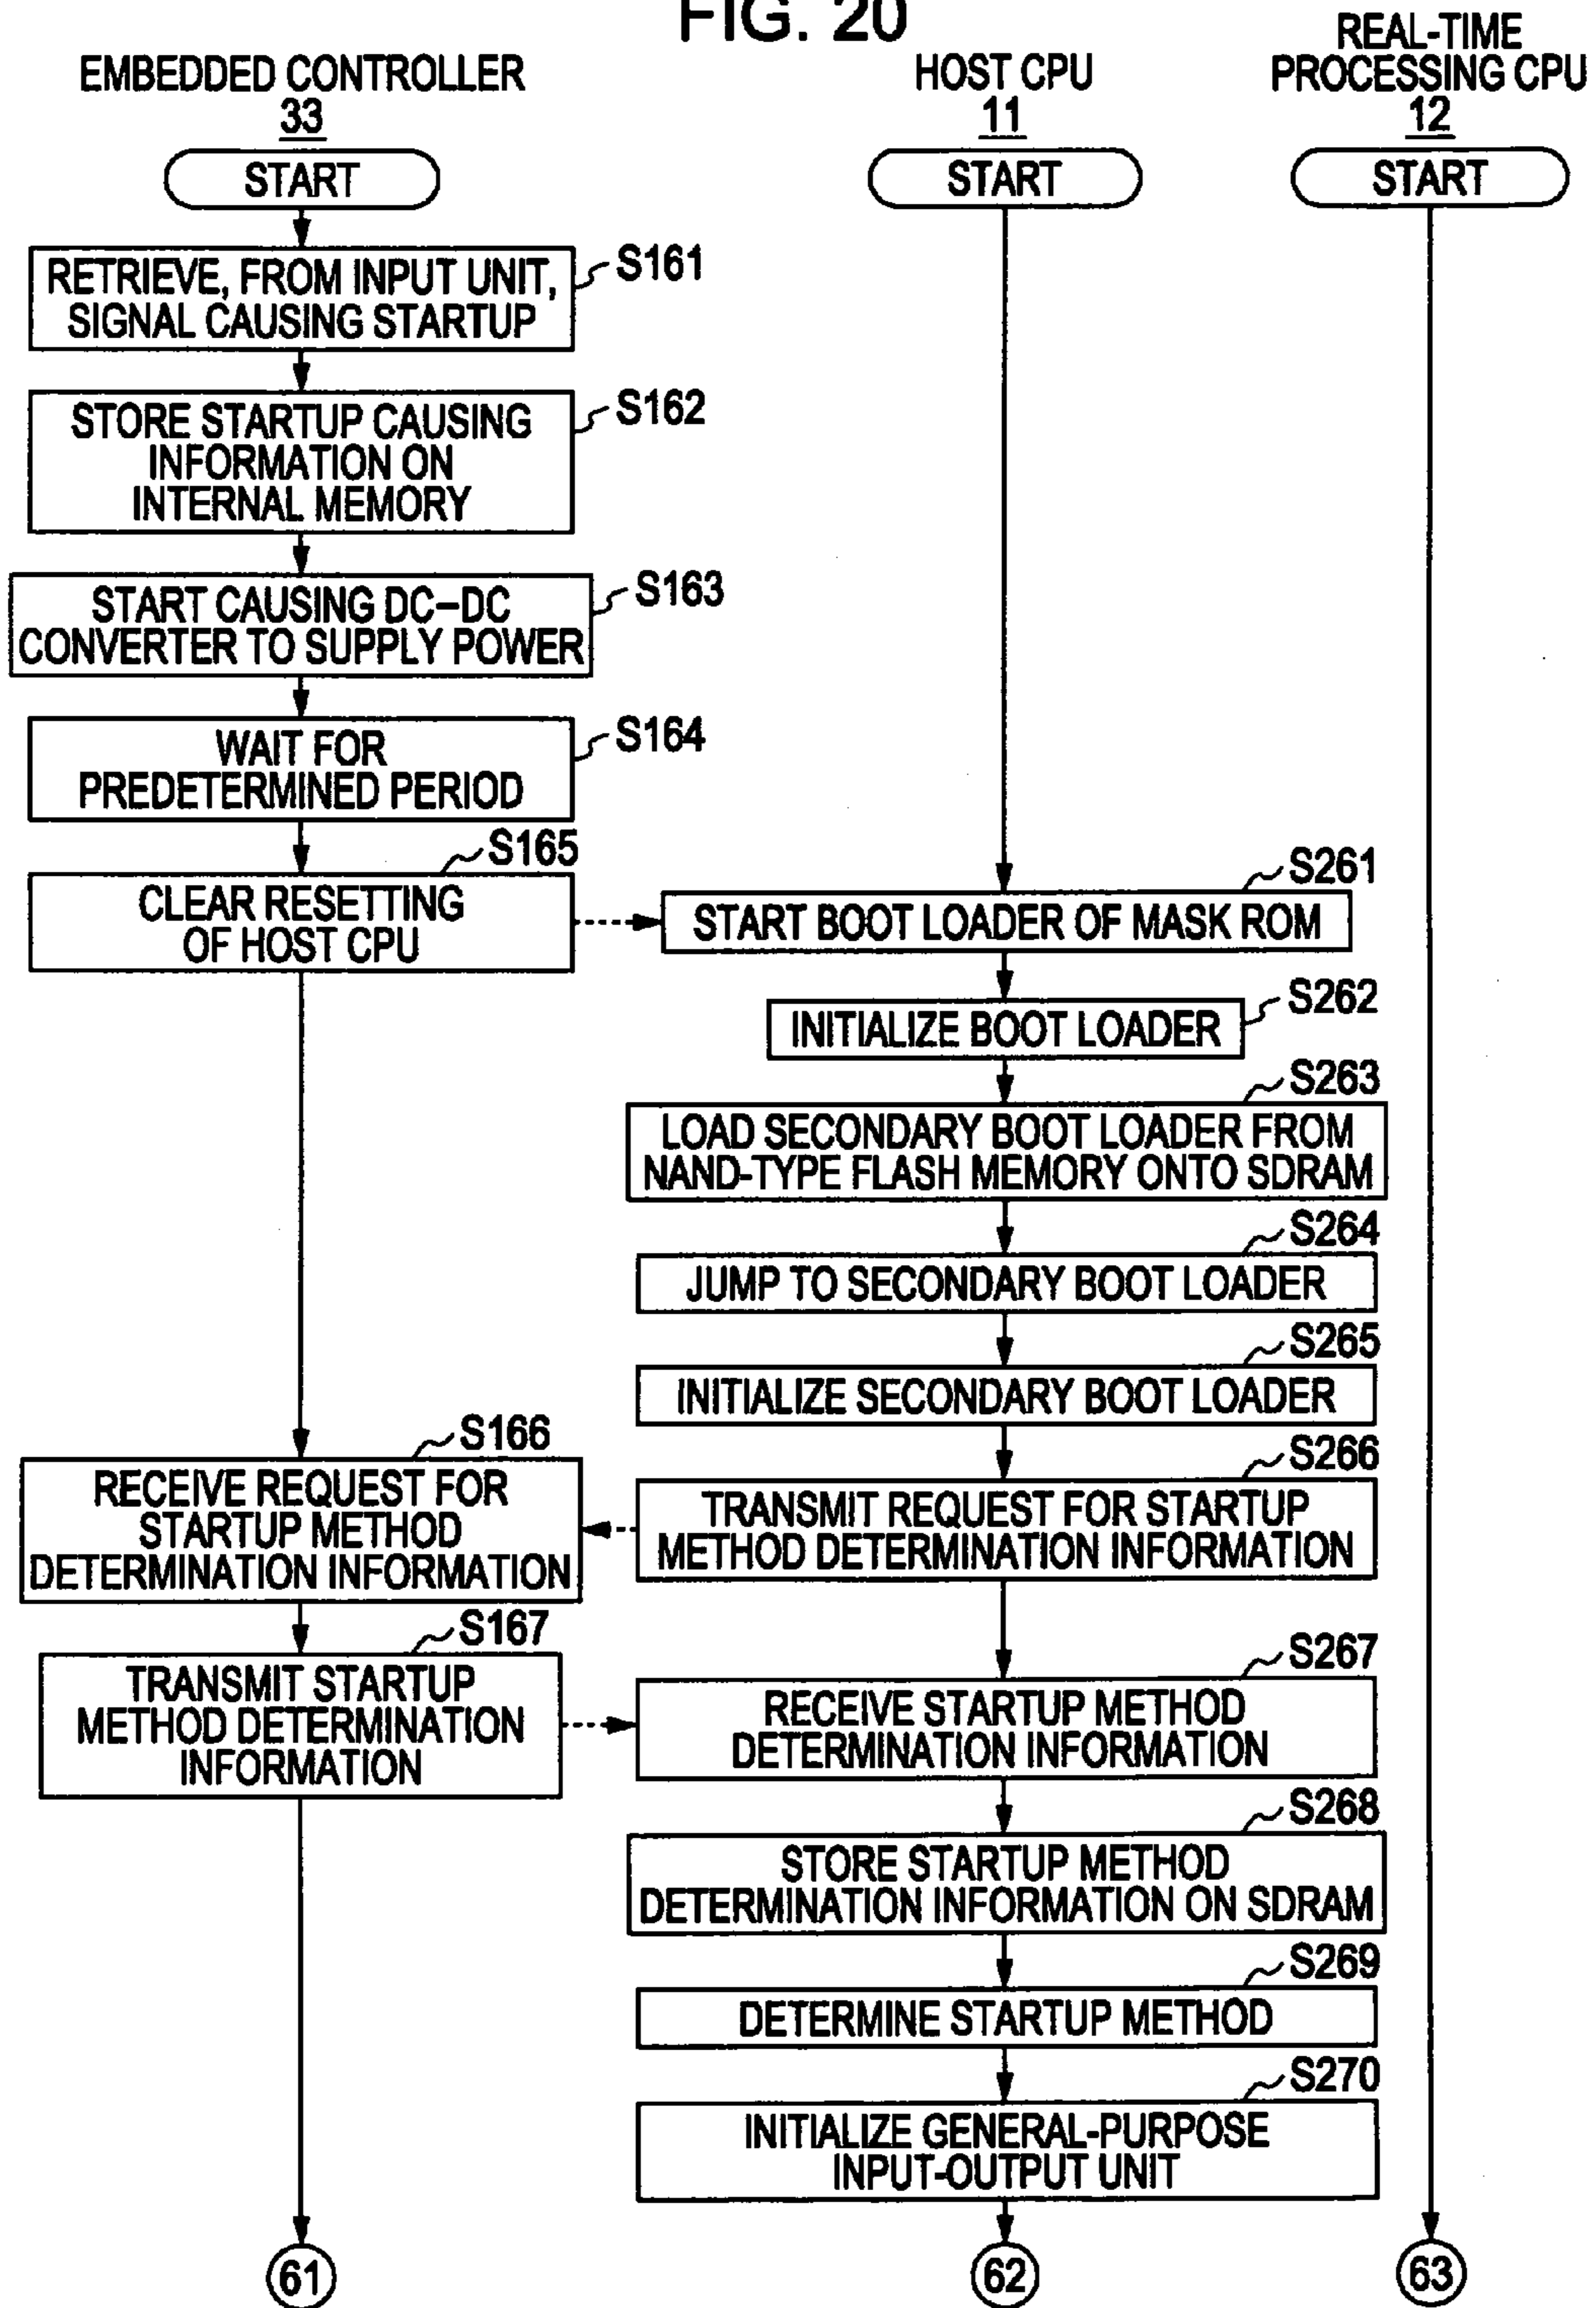 FIG. 20
EMBEDDED CONTROLLER
33
HOST CPU
11
REAL-TIME
PROCESSING CPU
12
START
START
START
RETRIEVE, FROM INPUT UNIT,
SIGNAL CAUSING STARTUP
S161
STORE STARTUP CAUSING
INFORMATION ON
INTERNAL MEMORY
S162
START CAUSING DC-DC
CONVERTER TO SUPPLY POWER
S163
WAIT FOR
PREDETERMINED PERIOD
S164
S165
CLEAR RESETTING
OF HOST CPU
S261
START BOOT LOADER OF MASK ROM
S262
INITIALIZE BOOT LOADER
S263
LOAD SECONDARY BOOT LOADER FROM
NAND-TYPE FLASH MEMORY ONTO SDRAM
S264
JUMP TO SECONDARY BOOT LOADER
S265
INITIALIZE SECONDARY BOOT LOADER
S166
RECEIVE REQUEST FOR
STARTUP METHOD
DETERMINATION INFORMATION
S266
TRANSMIT REQUEST FOR STARTUP
METHOD DETERMINATION INFORMATION
S167
TRANSMIT STARTUP
METHOD DETERMINATION
INFORMATION
S267
RECEIVE STARTUP METHOD
DETERMINATION INFORMATION
S268
STORE STARTUP METHOD
DETERMINATION INFORMATION ON SDRAM
S269
DETERMINE STARTUP METHOD
S270
INITIALIZE GENERAL-PURPOSE
INPUT-OUTPUT UNIT
61
62
63